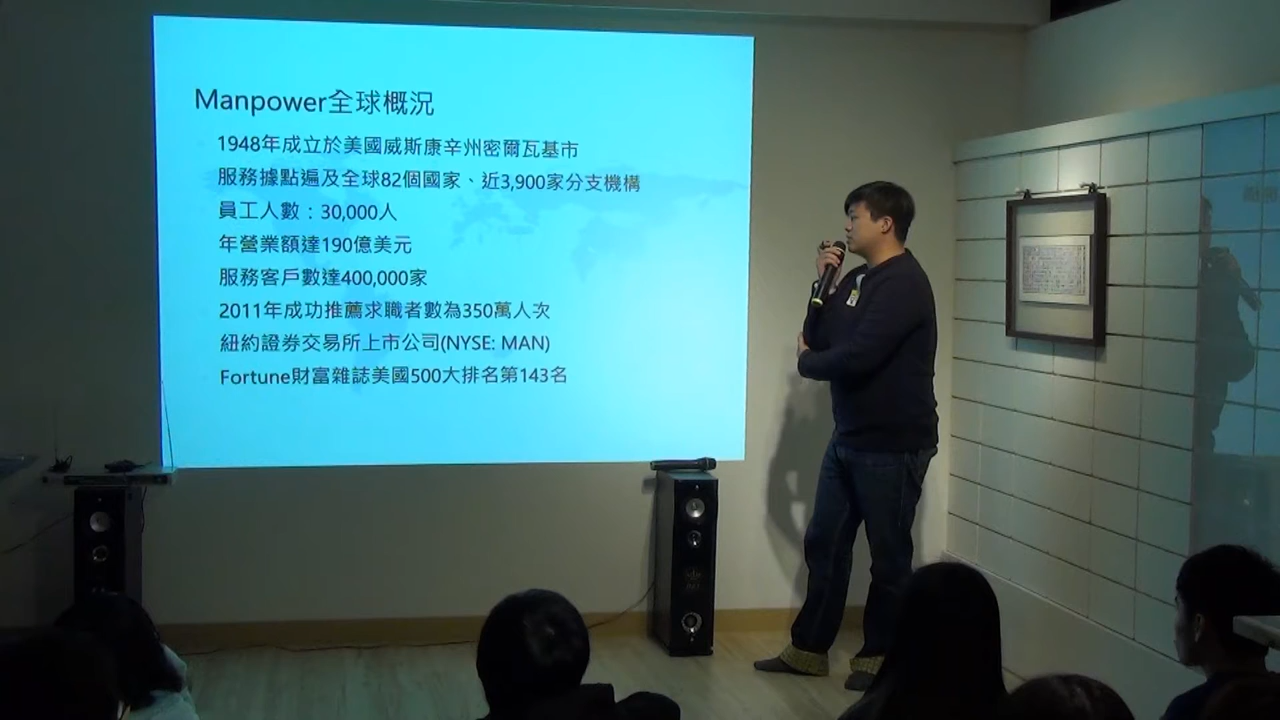 Manpower全球概況
1948年成立於美國威斯康辛州密爾瓦基市
服務據點遍及全球82個國家、近3,900家分支機構
員工人數：30,000人
年營業額達190億美元
服務客戶數達400,000家
2011年成功推薦求職者數為350萬人次
紐約證券交易所上市公司(NYSE: MAN)
Fortune財富雜誌美國500大排名第143名